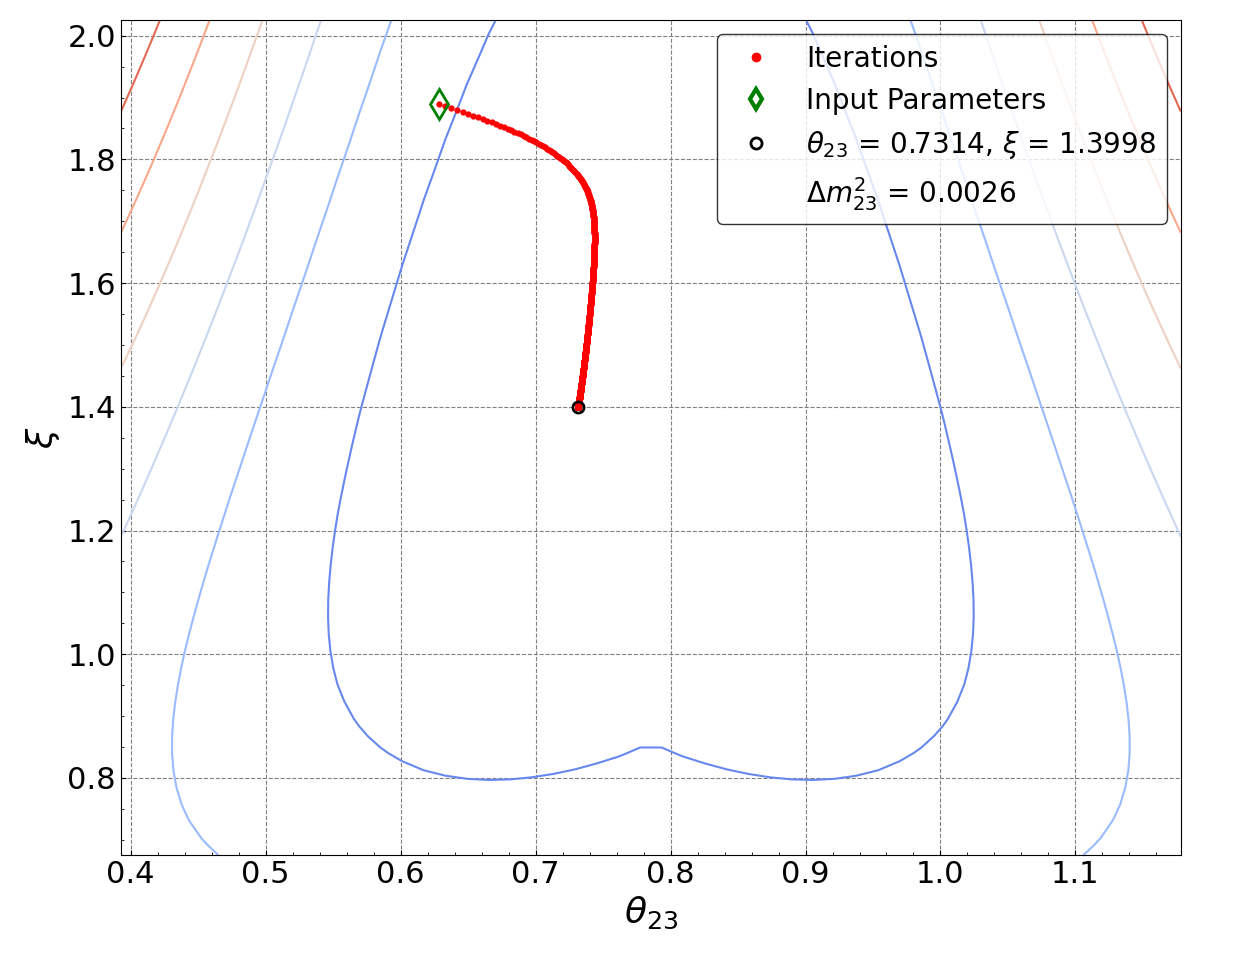 2.0
1.8
1.6
1.4
1.2
1.0
0.8
ξ
Iterations
Input Parameters
θ₂₃ = 0.7314, ξ = 1.3998
Δm²₂₃ = 0.0026
0.4 0.5 0.6 0.7 0.8 0.9 1.0 1.1
θ₂₃